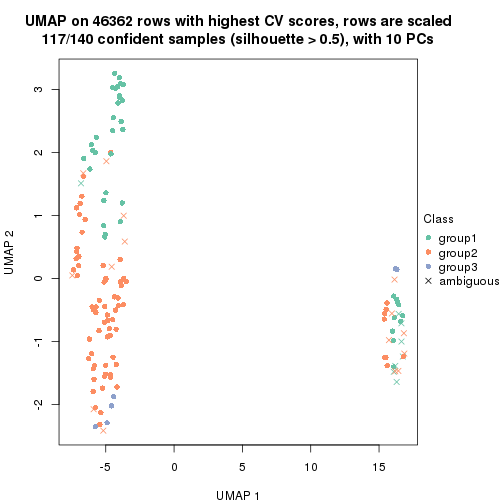 UMAP on 46362 rows with highest CV scores, rows are scaled
117/140 confident samples (silhouette > 0.5), with 10 PCs
3
2
1
0
-1
-2
UMAP 2
-5
0
5
10
15
UMAP 1
Class
group1
group2
group3
ambiguous